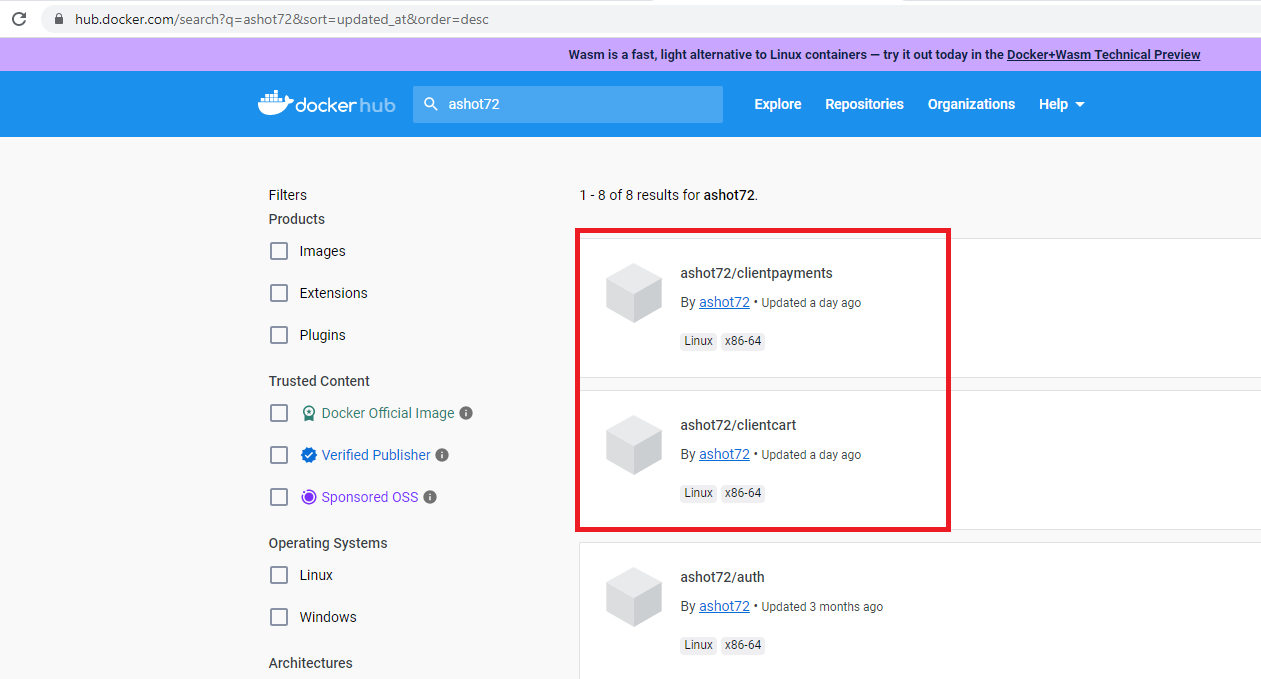 hub.docker.com/search?q=ashot72&sort=updated_at&order=desc
Wasm is a fast, light alternative to Linux containers — try it out today in the Docker+Wasm Technical Preview
docker hub
ashot72
Explore Repositories Organizations Help
Filters
Products
Images
Extensions
Plugins
Trusted Content
Docker Official Image
Verified Publisher
Sponsored OSS
Operating Systems
Linux
Windows
Architectures
1 - 8 of 8 results for ashot72.
ashot72/clientpayments
By ashot72 • Updated a day ago
Linux x86-64
ashot72/clientcart
By ashot72 • Updated a day ago
Linux x86-64
ashot72/auth
By ashot72 • Updated 3 months ago
Linux x86-64